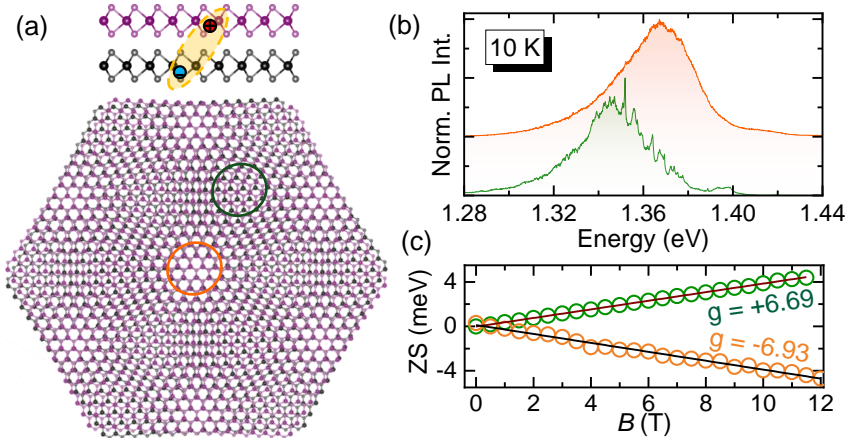 (a)
+
−
(b)
10 K
Norm. PL Int.
1.28 1.32 1.36 1.40 1.44
Energy (eV)
(c)
ZS (meV)
4
0
-4
g = +6.69
g = -6.93
0 2 4 6 8 10 12
B (T)